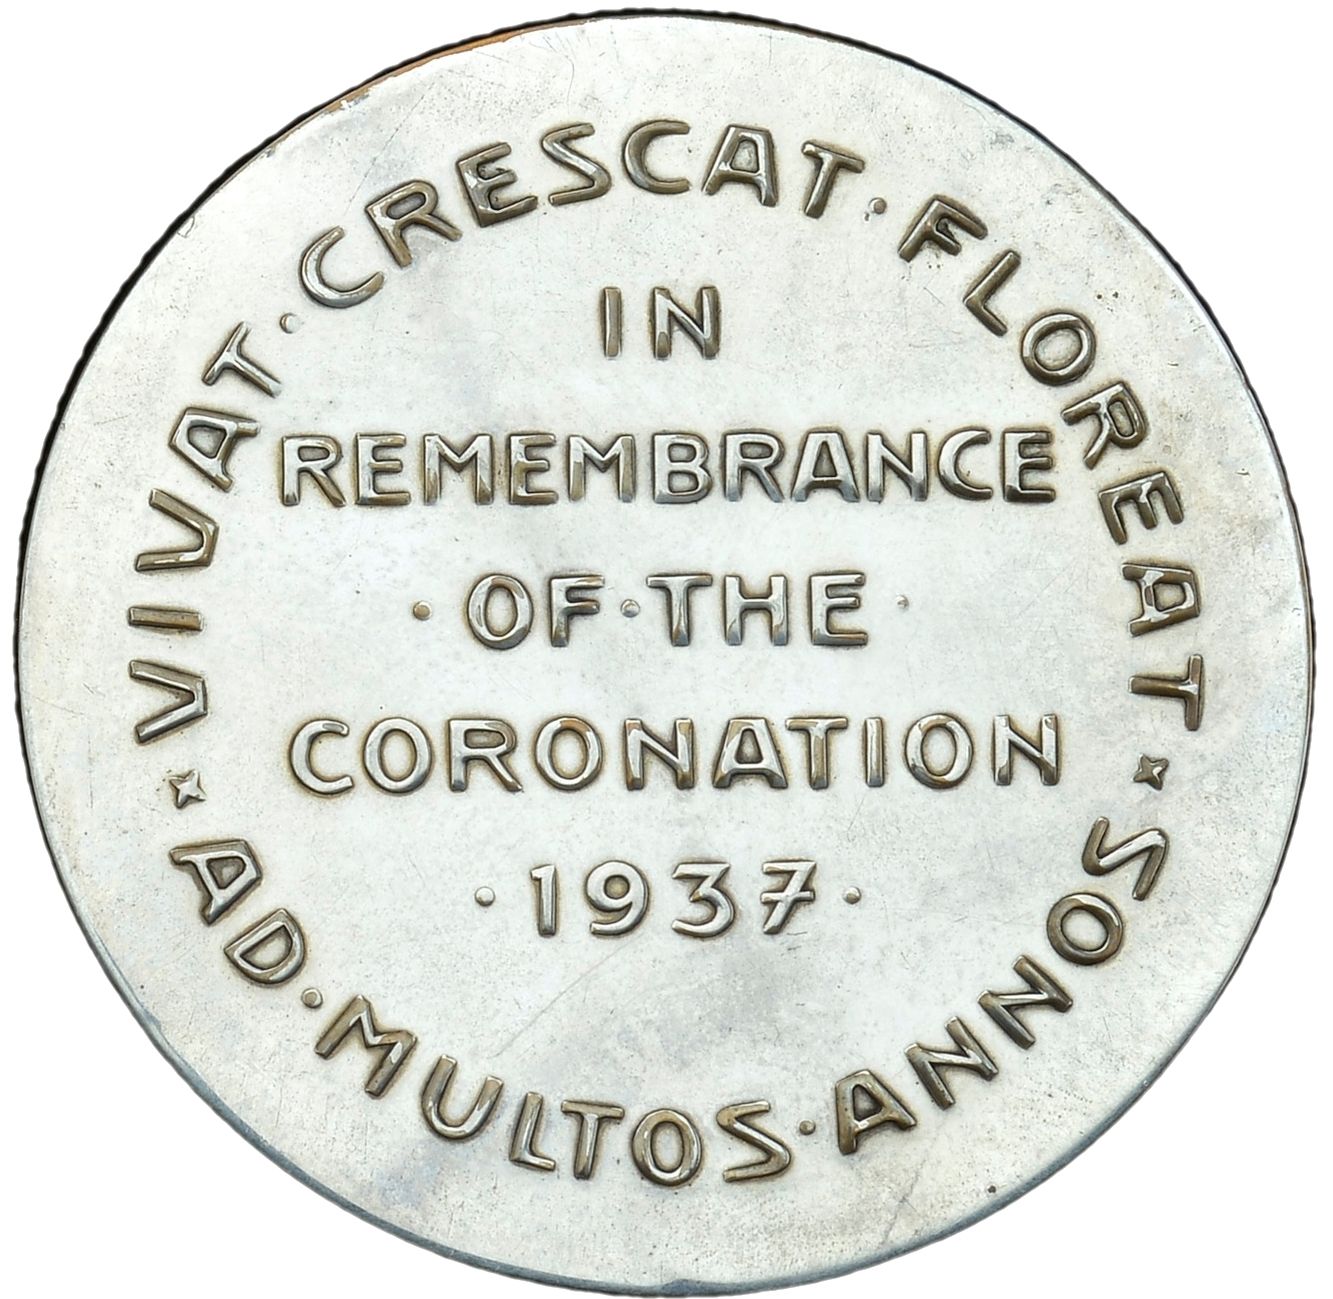 VIVAT · CRESCAT · FLOREAT
IN
REMEMBRANCE
· OF · THE ·
CORONATION
· 1937 ·
AD · MULTOS · ANNOS